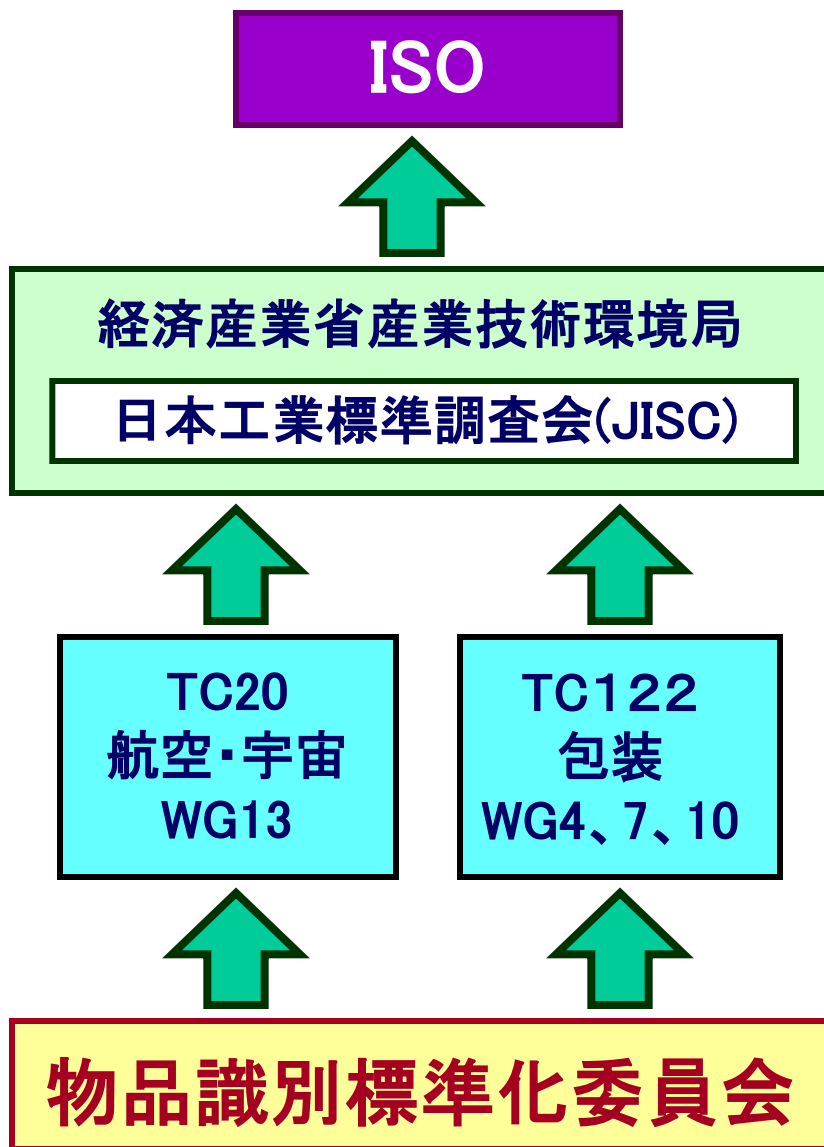 ISO
経済産業省産業技術環境局
日本工業標準調査会(JISC)
TC20
航空・宇宙
WG13
TC１２２
包装
WG4、7、10
物品識別標準化委員会